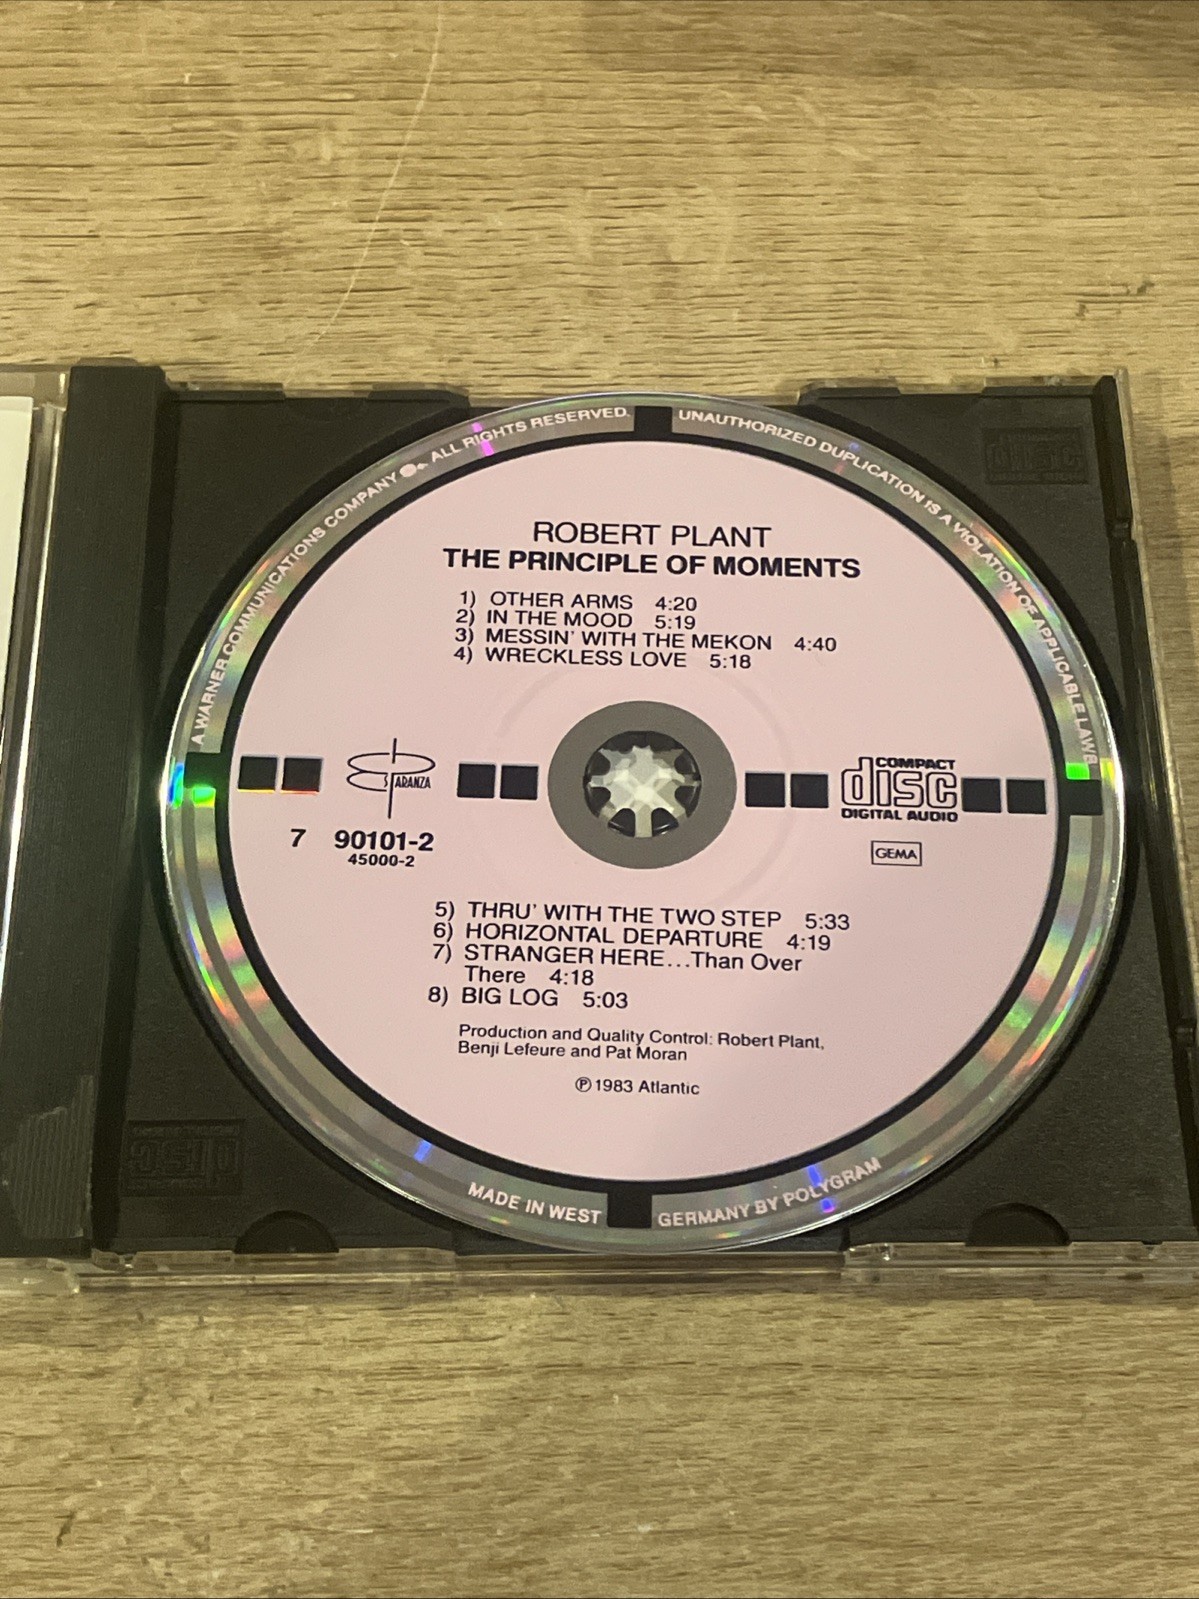 A WARNER COMMUNICATIONS COMPANY ALL RIGHTS RESERVED.
UNAUTHORIZED DUPLICATION IS A VIOLATION OF APPLICABLE LAWS.
ROBERT PLANT
THE PRINCIPLE OF MOMENTS
1) OTHER ARMS 4:20
2) IN THE MOOD 5:19
3) MESSIN' WITH THE MEKON 4:40
4) WRECKLESS LOVE 5:18
ES PARANZA
COMPACT
disc
DIGITAL AUDIO
7 90101-2
45000-2
GEMA
5) THRU' WITH THE TWO STEP 5:33
6) HORIZONTAL DEPARTURE 4:19
7) STRANGER HERE...Than Over
There 4:18
8) BIG LOG 5:03
Production and Quality Control: Robert Plant,
Benji Lefeure and Pat Moran
℗ 1983 Atlantic
MADE IN WEST GERMANY BY POLYGRAM
disc
disc